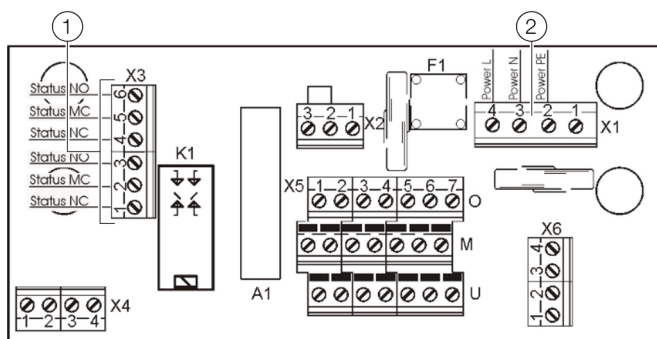 1
2
X3
Status NO
6
Status MC
5
Status NC
4
Status NO
3
Status MC
2
Status NC
1
K1
A1
X4
1 2 3 4
3 2 1
X2
F1
Power L
Power N
Power PE
4 3 2 1
X1
X5
1 2 3 4 5 6 7
O
M
U
X6
4
3
2
1